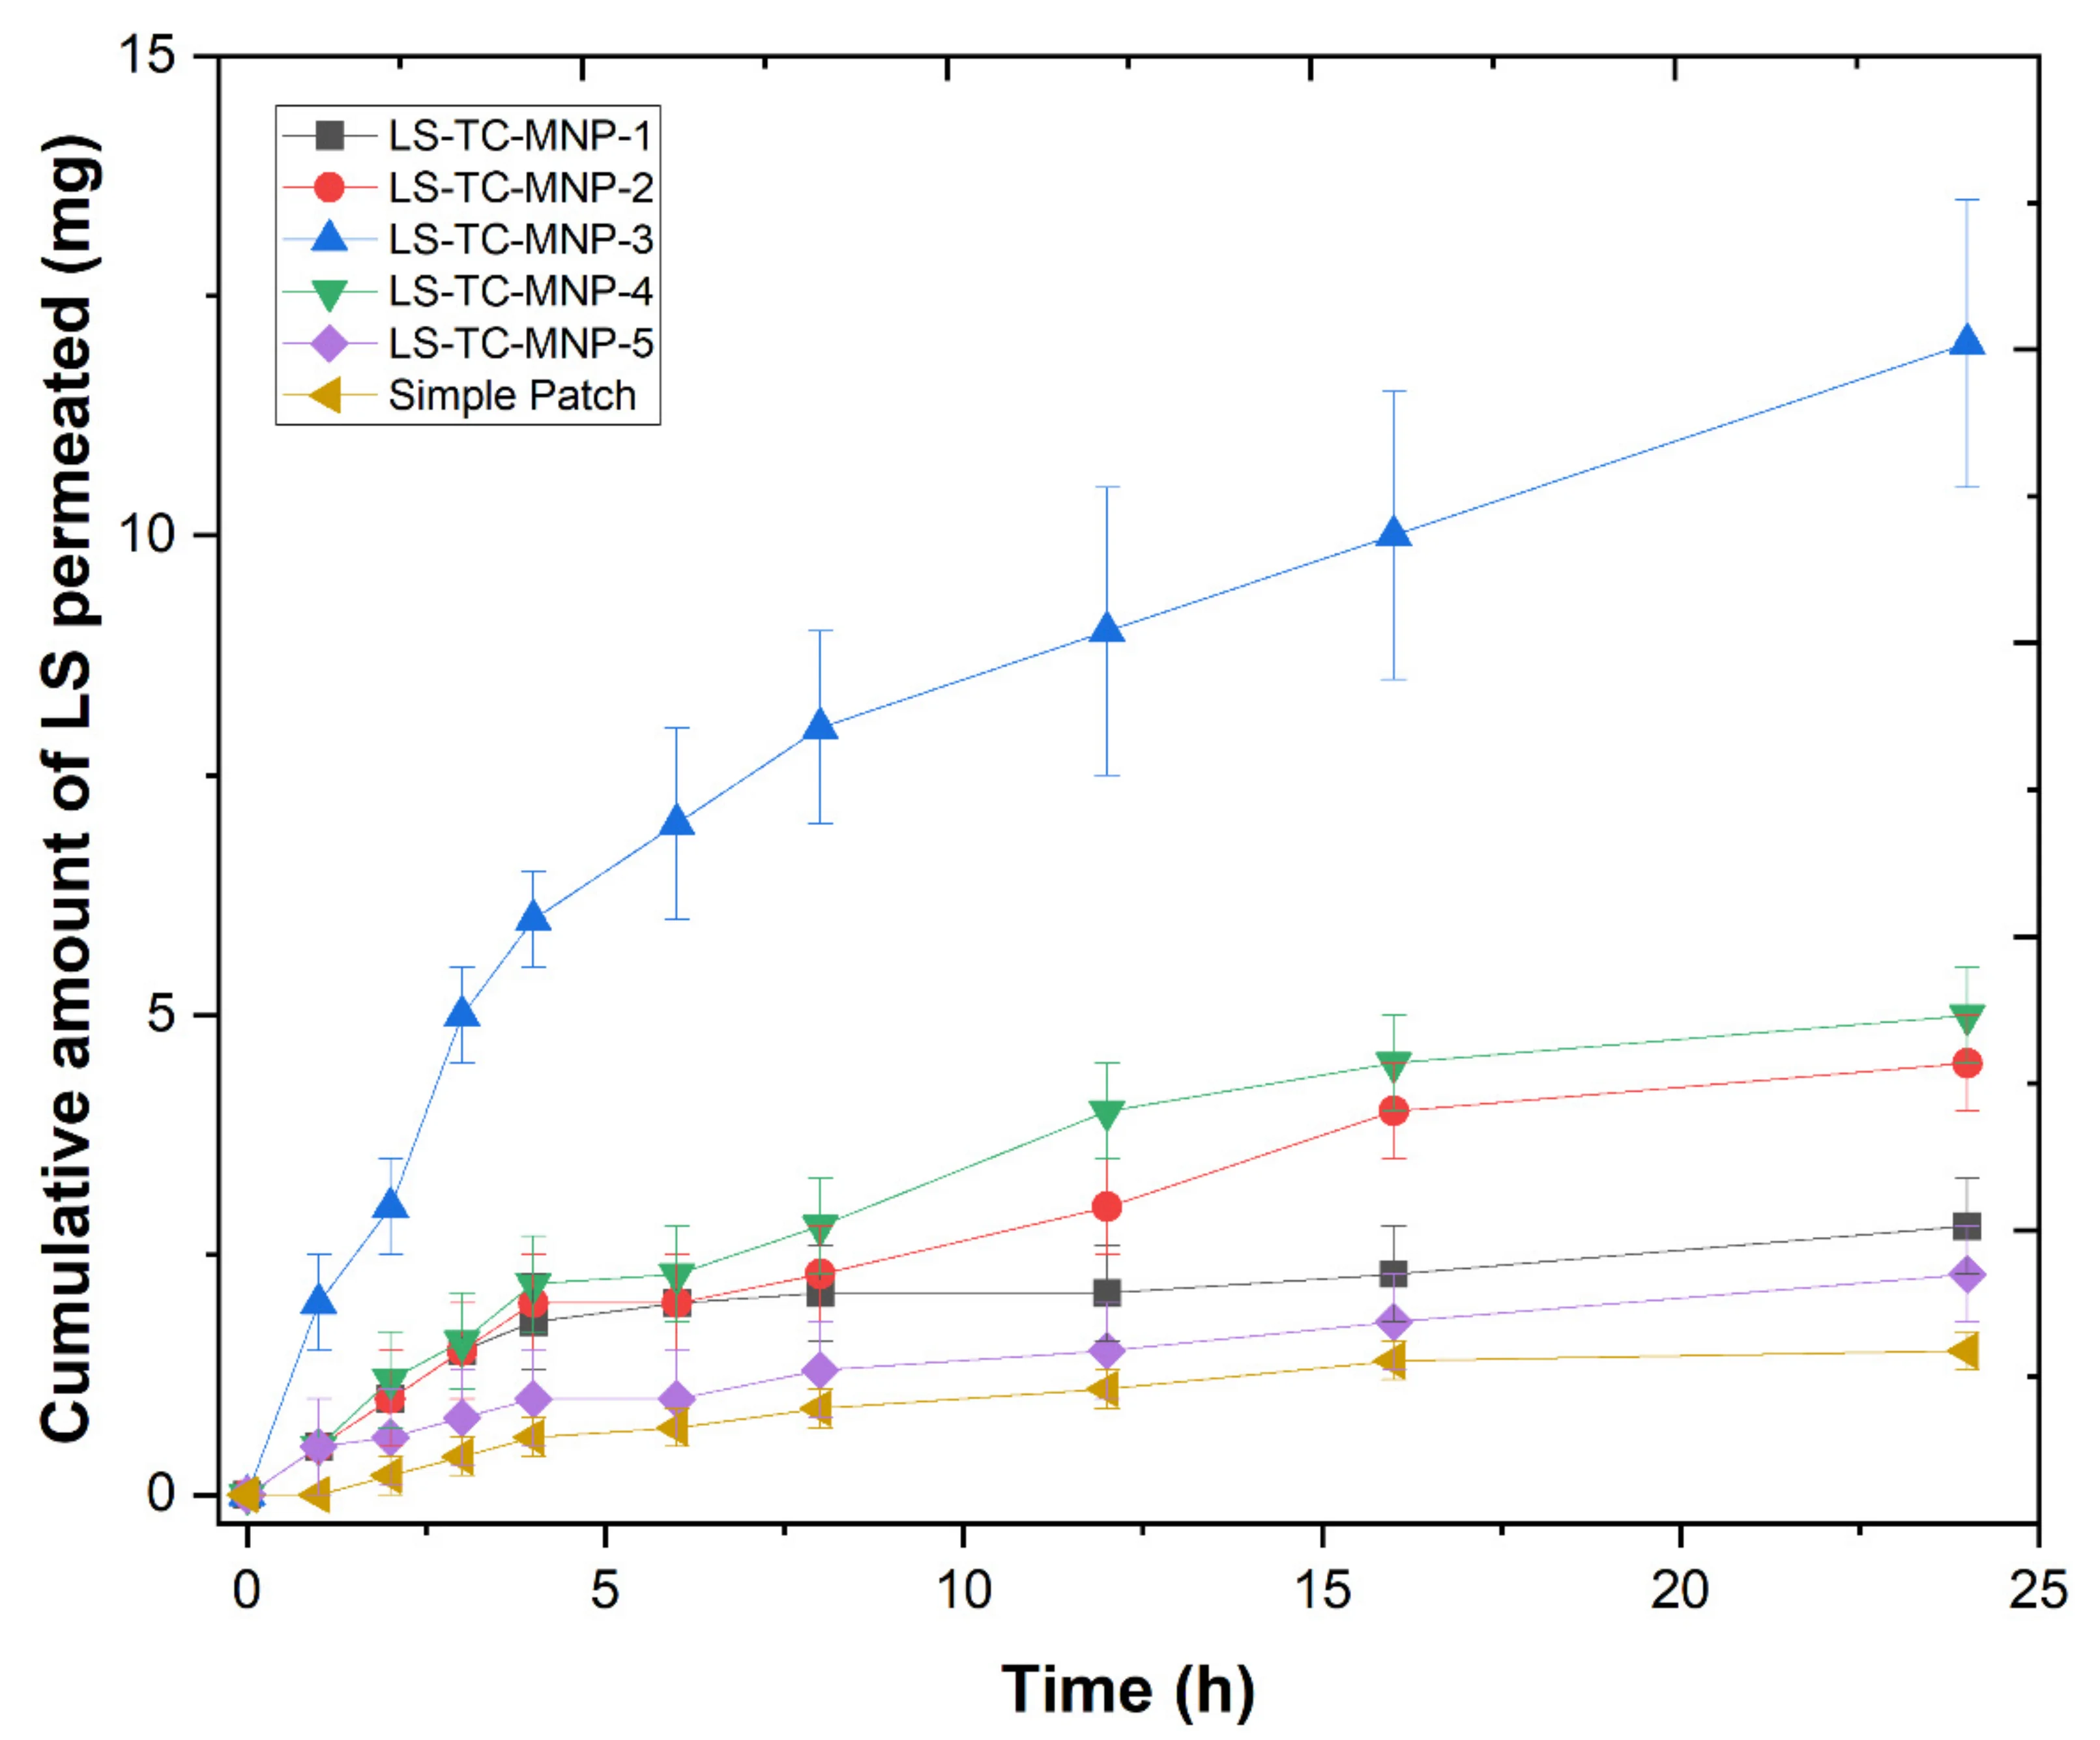 Cumulative amount of LS permeated (mg)
15
10
5
0
LS-TC-MNP-1
LS-TC-MNP-2
LS-TC-MNP-3
LS-TC-MNP-4
LS-TC-MNP-5
Simple Patch
0 5 10 15 20 25
Time (h)